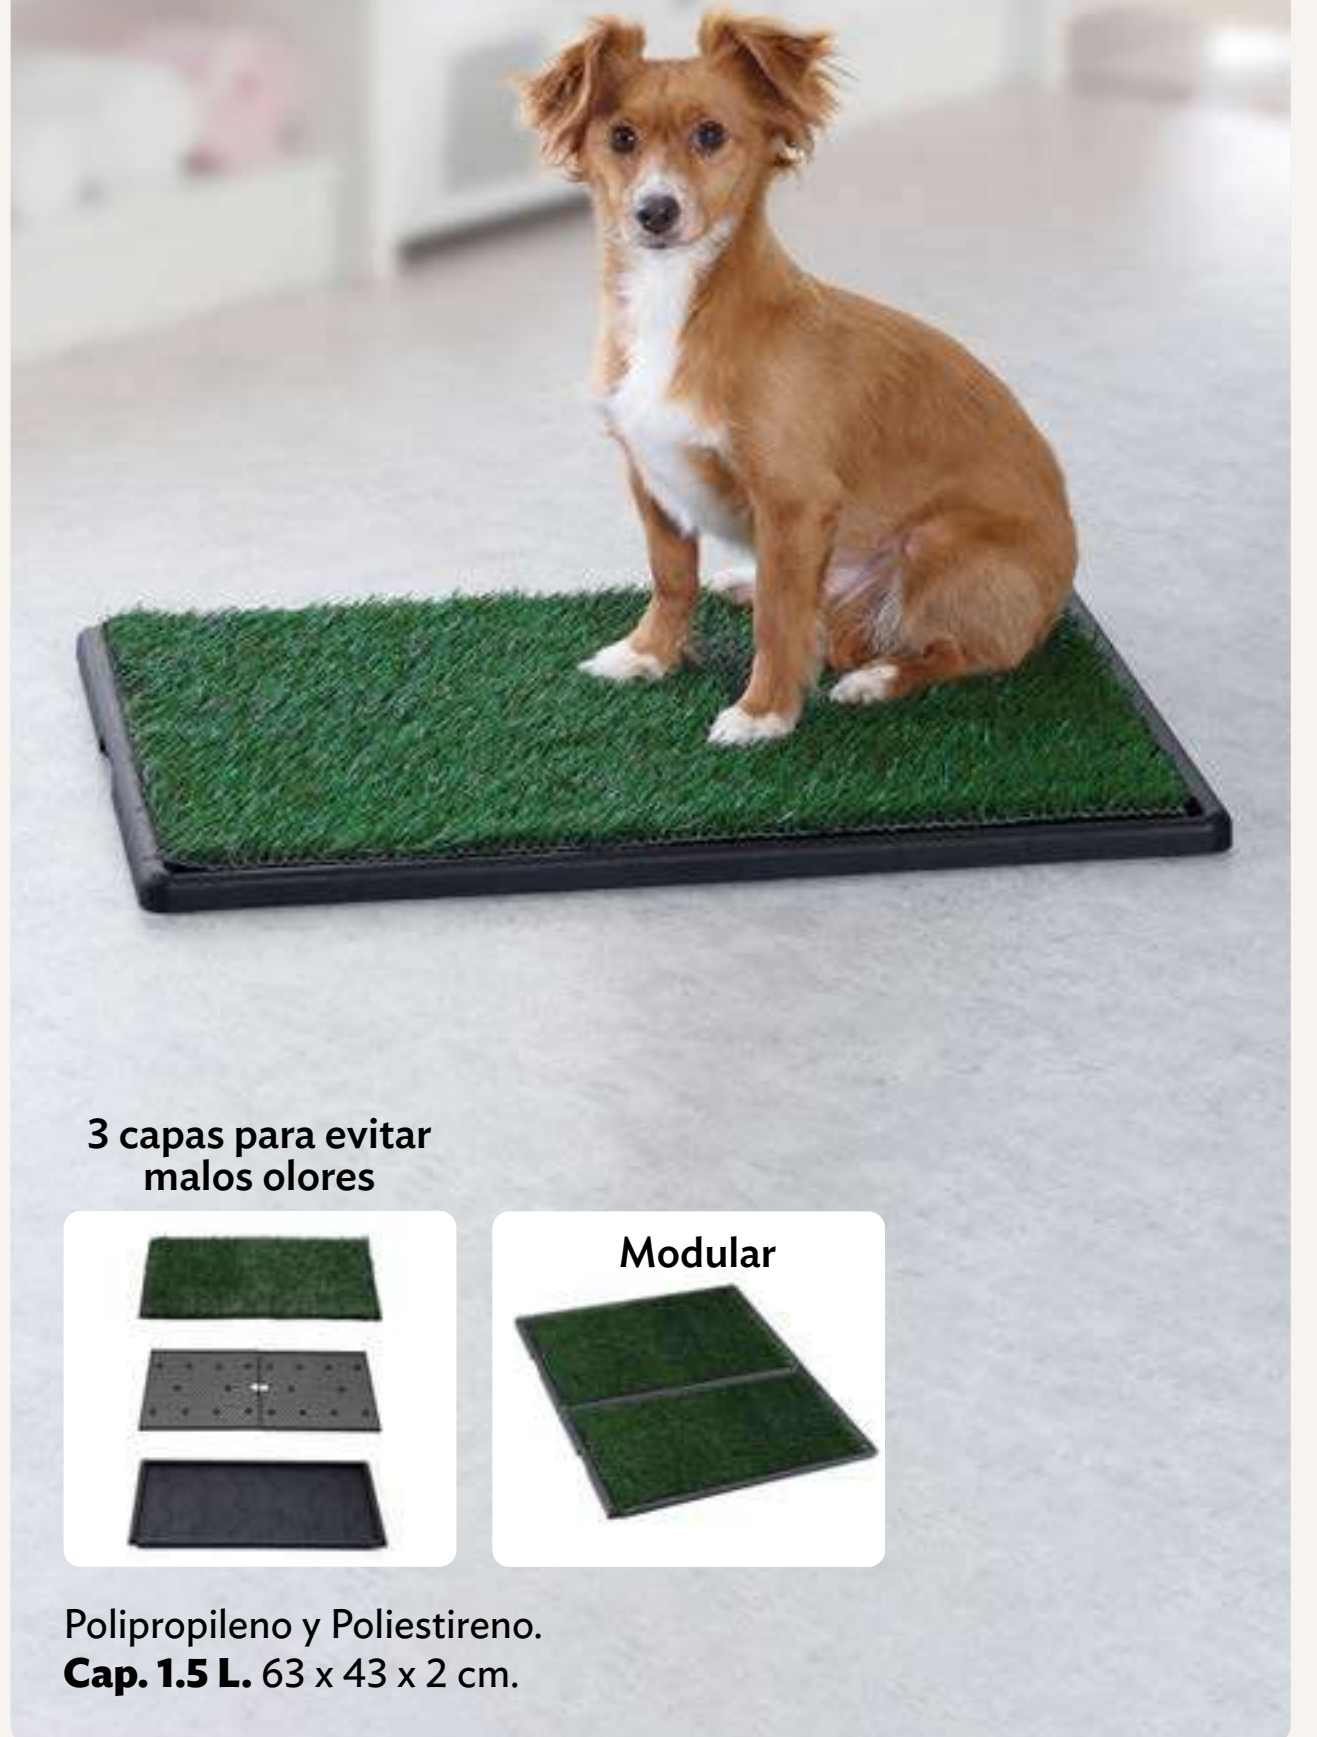 3 capas para evitar
malos olores
Modular
Polipropileno y Poliestireno.
Cap. 1.5 L. 63 x 43 x 2 cm.